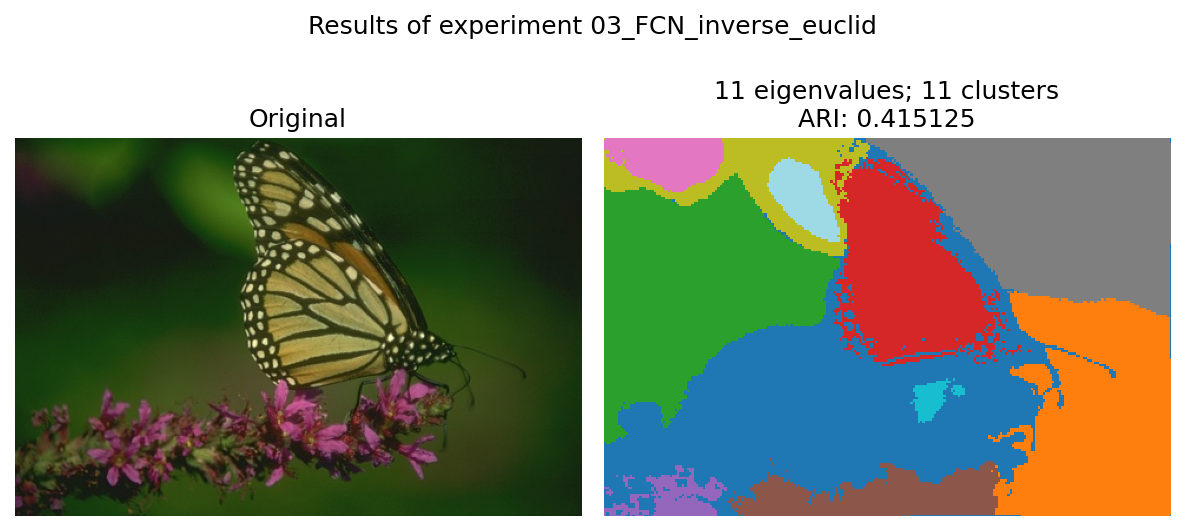 Results of experiment 03_FCN_inverse_euclid
Original
11 eigenvalues; 11 clusters
ARI: 0.415125